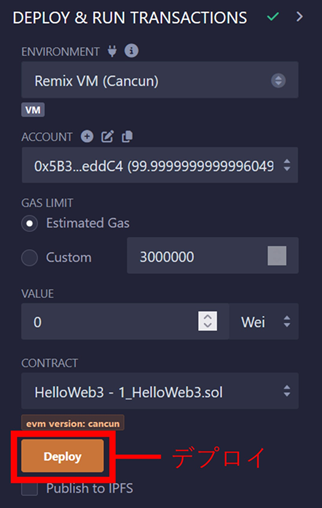 DEPLOY & RUN TRANSACTIONS
ENVIRONMENT
Remix VM (Cancun)
VM
ACCOUNT
0x5B3...eddC4 (99.9999999999996049
GAS LIMIT
Estimated Gas
Custom 3000000
VALUE
0 Wei
CONTRACT
HelloWeb3 - 1_HelloWeb3.sol
evm version: cancun
Deploy デプロイ
Publish to IPFS